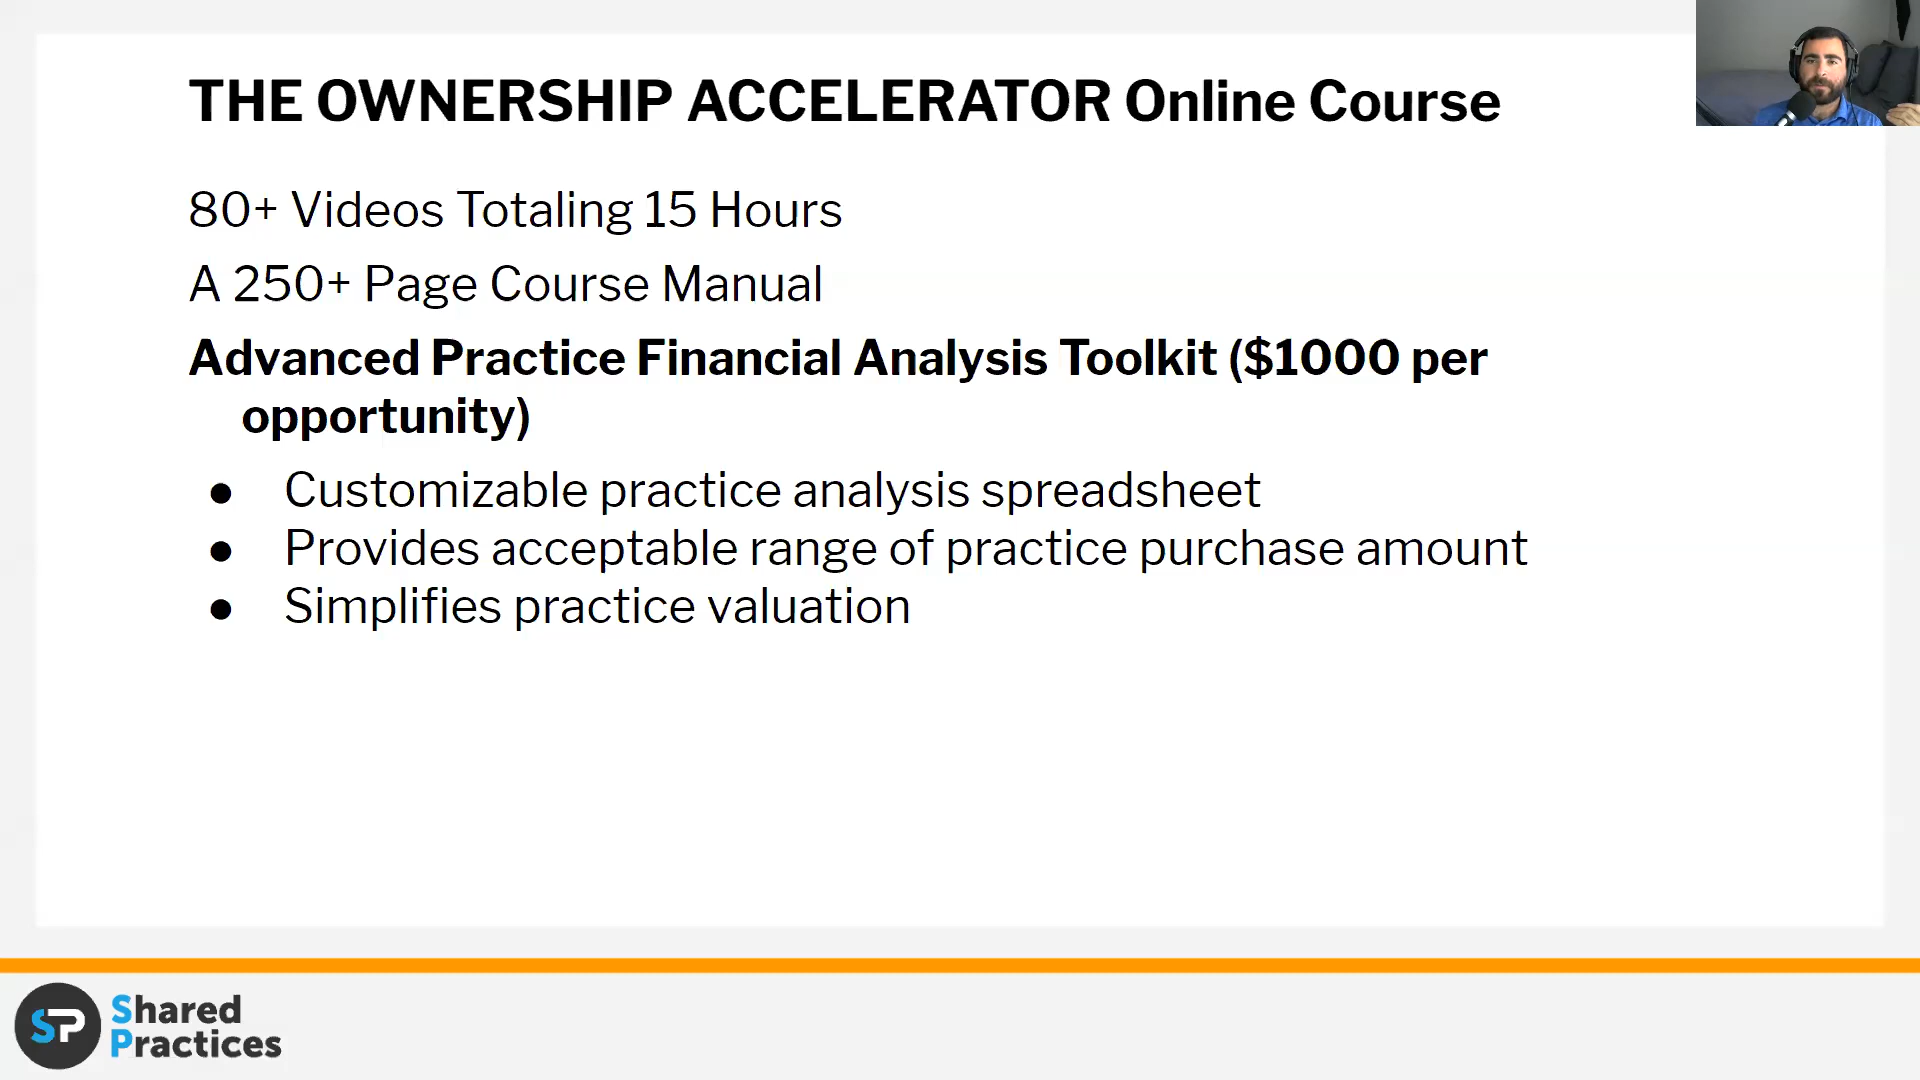 THE OWNERSHIP ACCELERATOR Online Course
80+ Videos Totaling 15 Hours
A 250+ Page Course Manual
Advanced Practice Financial Analysis Toolkit ($1000 per
opportunity)
● Customizable practice analysis spreadsheet
● Provides acceptable range of practice purchase amount
● Simplifies practice valuation
SP
Shared
Practices